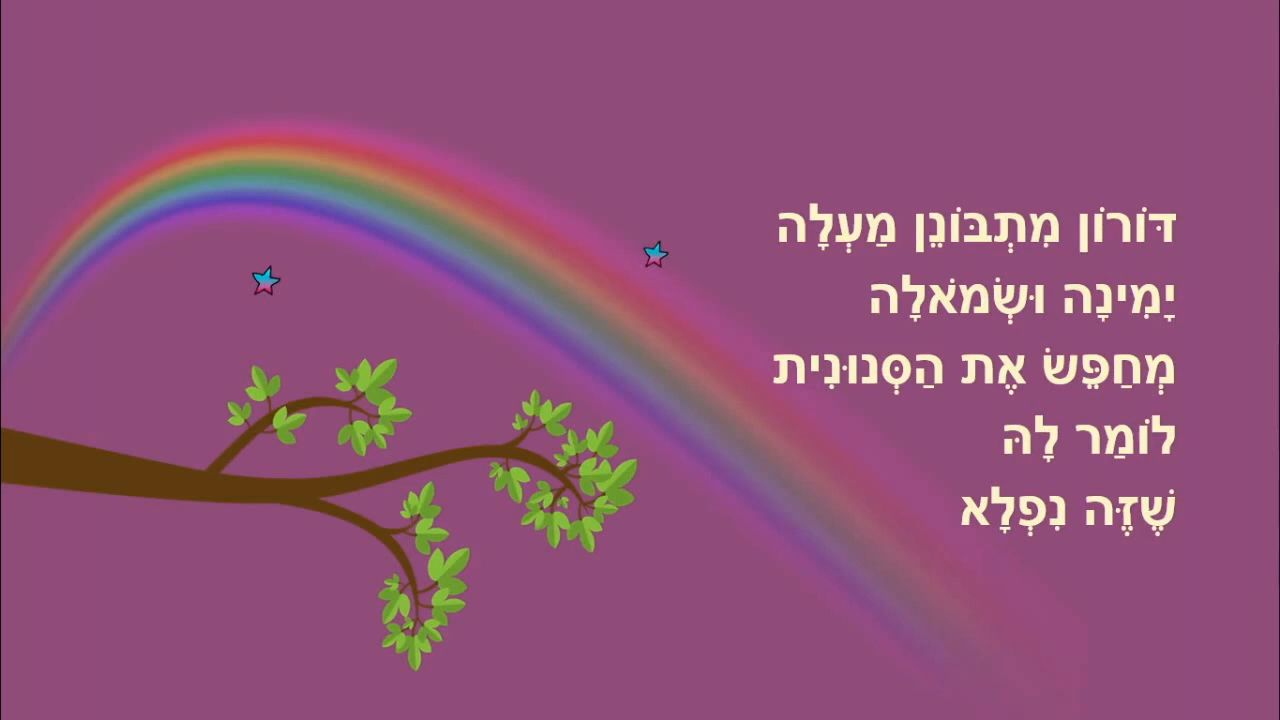 דּוֹרוֹן מִתְבּוֹנֵן מַעְלָה
יָמִינָה וּשְׂמֹאלָה
מְחַפֵּשׂ אֶת הַסְּנוּנִית
לוֹמַר לָהּ
שֶׁזֶּה נִפְלָא